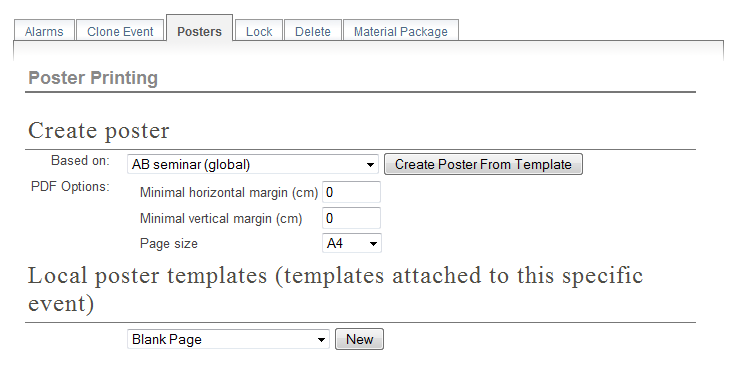 Alarms Clone Event Posters Lock Delete Material Package
Poster Printing
Create poster
Based on: AB seminar (global) Create Poster From Template
PDF Options: Minimal horizontal margin (cm) 0
Minimal vertical margin (cm) 0
Page size A4
Local poster templates (templates attached to this specific
event)
Blank Page New